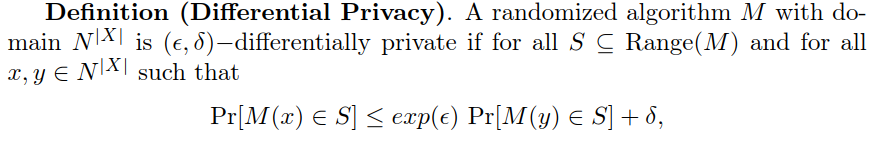 Definition (Differential Privacy). A randomized algorithm M with do-
main N^|X| is (ϵ, δ)−differentially private if for all S ⊆ Range(M) and for all
x, y ∈ N^|X| such that
Pr[M(x) ∈ S] ≤ exp(ϵ) Pr[M(y) ∈ S] + δ,